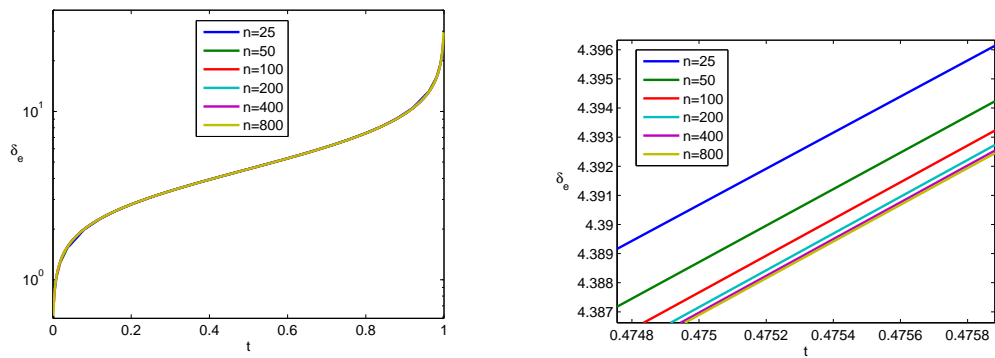 n=25
n=50
n=100
n=200
n=400
n=800
10^1
10^0
δ_e
0
0.2
0.4
0.6
0.8
1
t
n=25
n=50
n=100
n=200
n=400
n=800
4.396
4.395
4.394
4.393
4.392
4.391
4.39
4.389
4.388
4.387
δ_e
0.4748
0.475
0.4752
0.4754
0.4756
0.4758
t